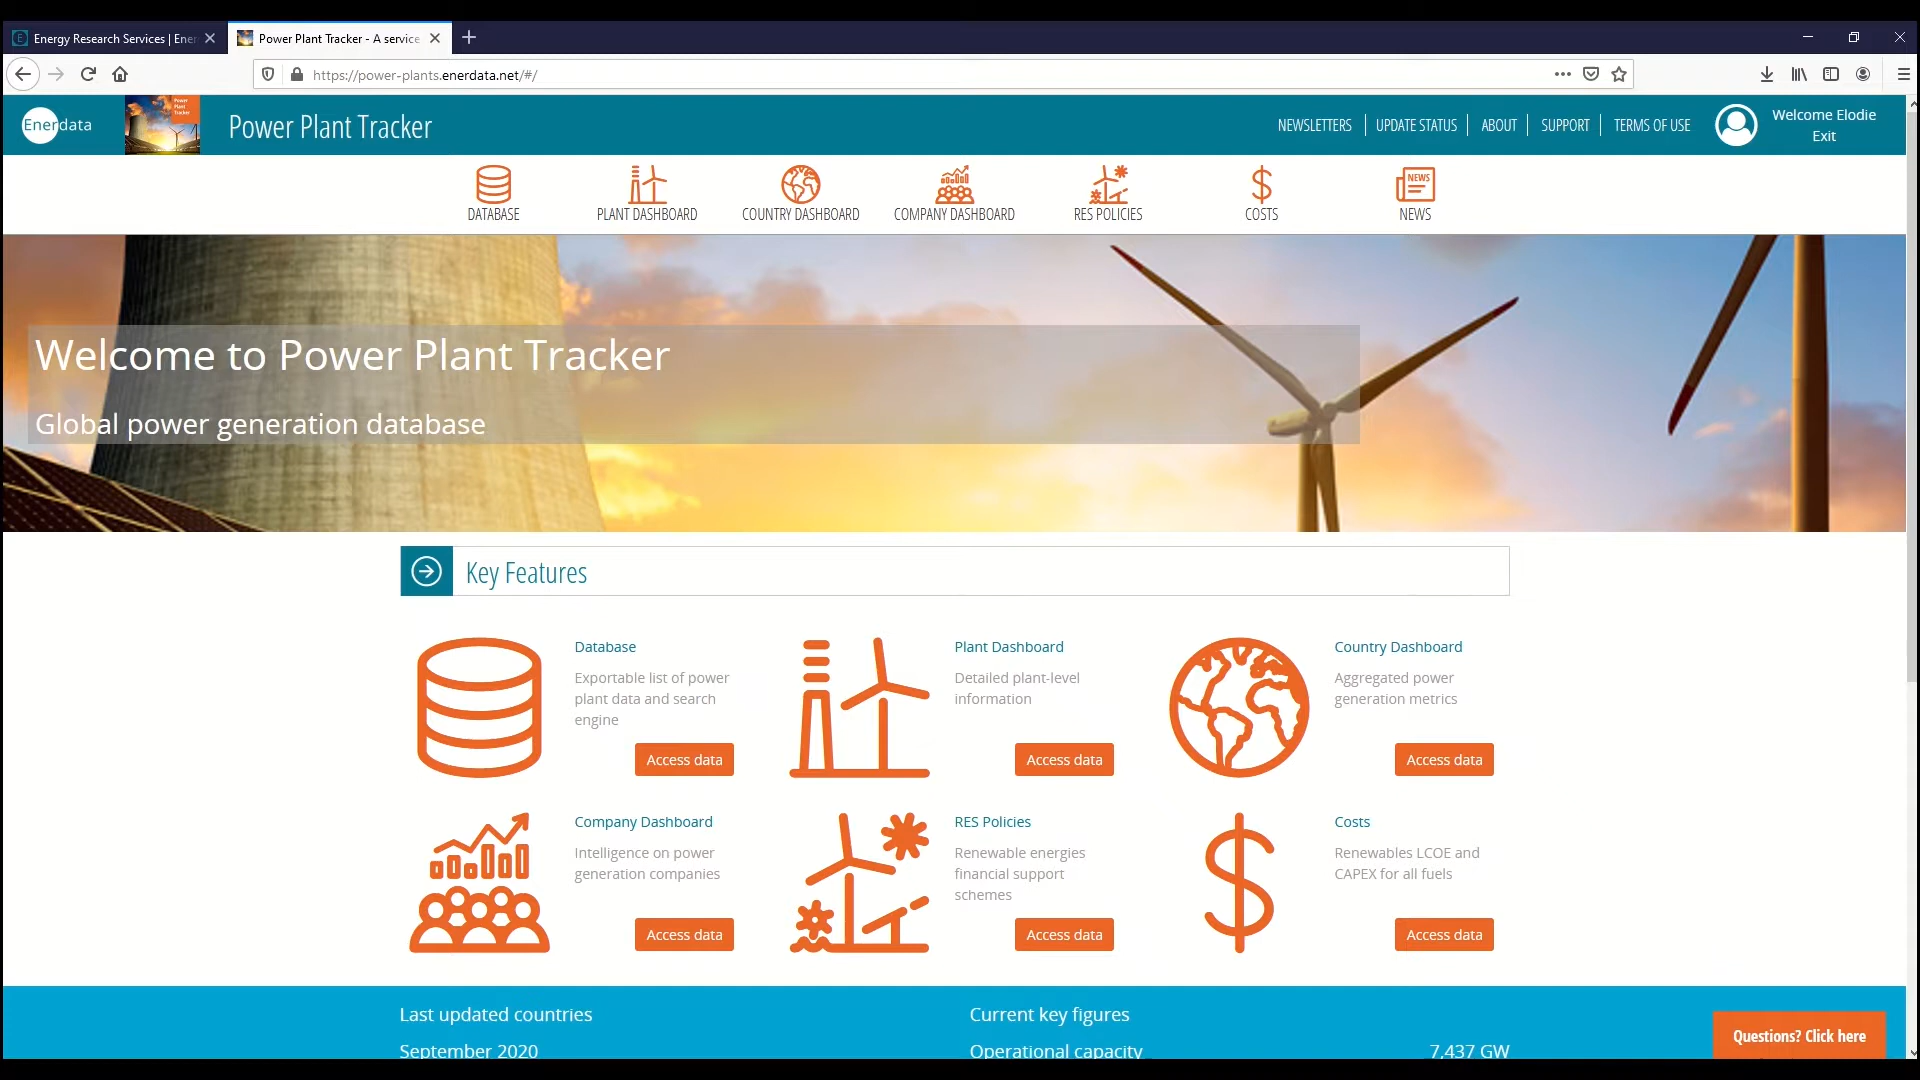 Energy Research Services | Ener
Power Plant Tracker - A service
https://power-plants.enerdata.net/#/
Enerdata
Power
Plant
Tracker
Power Plant Tracker
NEWSLETTERS
UPDATE STATUS
ABOUT
SUPPORT
TERMS OF USE
Welcome Elodie
Exit
DATABASE
PLANT DASHBOARD
COUNTRY DASHBOARD
COMPANY DASHBOARD
RES POLICIES
COSTS
NEWS
NEWS
Welcome to Power Plant Tracker
Global power generation database
Key Features
Database
Exportable list of power
plant data and search
engine
Access data
Plant Dashboard
Detailed plant-level
information
Access data
Country Dashboard
Aggregated power
generation metrics
Access data
Company Dashboard
Intelligence on power
generation companies
Access data
RES Policies
Renewable energies
financial support
schemes
Access data
Costs
Renewables LCOE and
CAPEX for all fuels
Access data
Last updated countries
September 2020
Current key figures
Operational capacity 7,437 GW
Questions? Click here